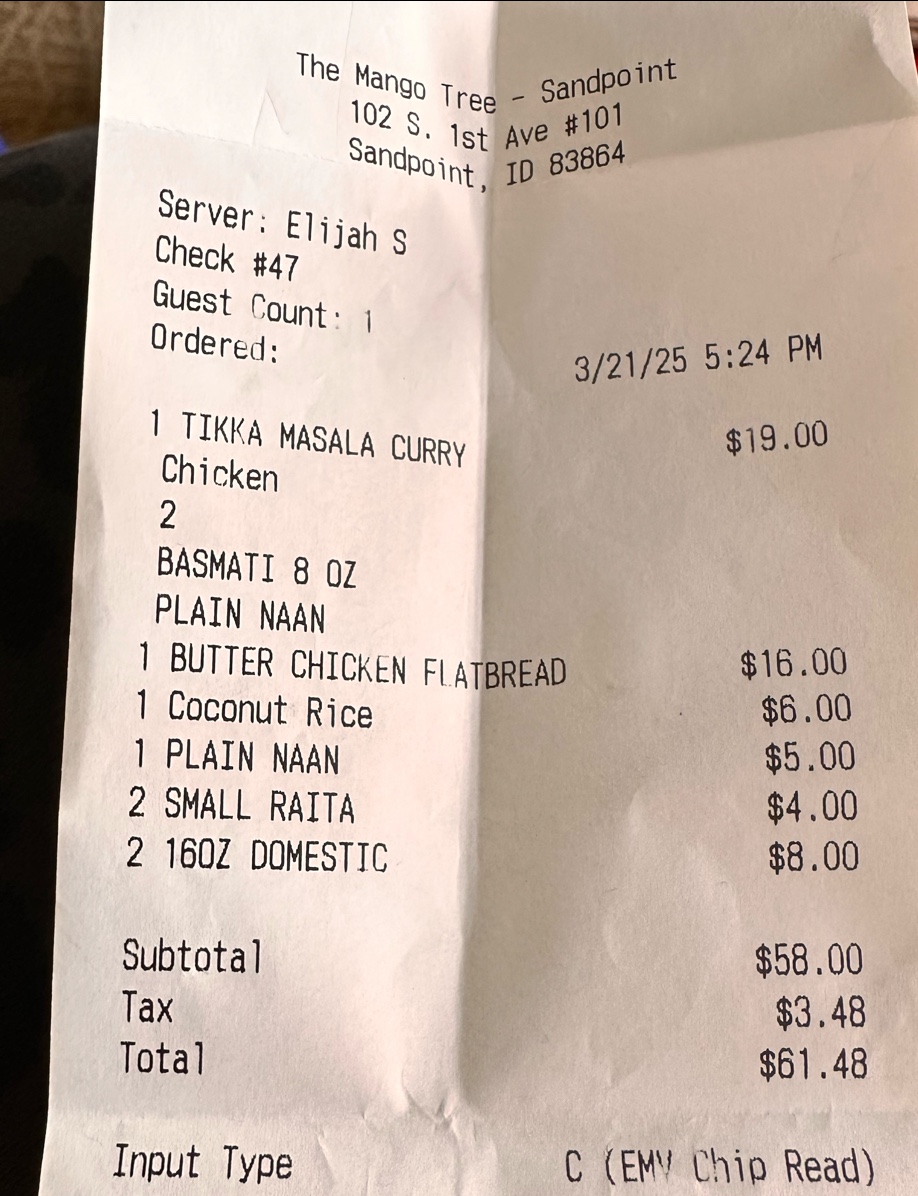 The Mango Tree - Sandpoint
102 S. 1st Ave #101
Sandpoint, ID 83864
Server: Elijah S
Check #47
Guest Count: 1
Ordered: 3/21/25 5:24 PM
1 TIKKA MASALA CURRY $19.00
Chicken
2
BASMATI 8 OZ
PLAIN NAAN
1 BUTTER CHICKEN FLATBREAD $16.00
1 Coconut Rice $6.00
1 PLAIN NAAN $5.00
2 SMALL RAITA $4.00
2 16OZ DOMESTIC $8.00
Subtotal $58.00
Tax $3.48
Total $61.48
Input Type C (EMV Chip Read)